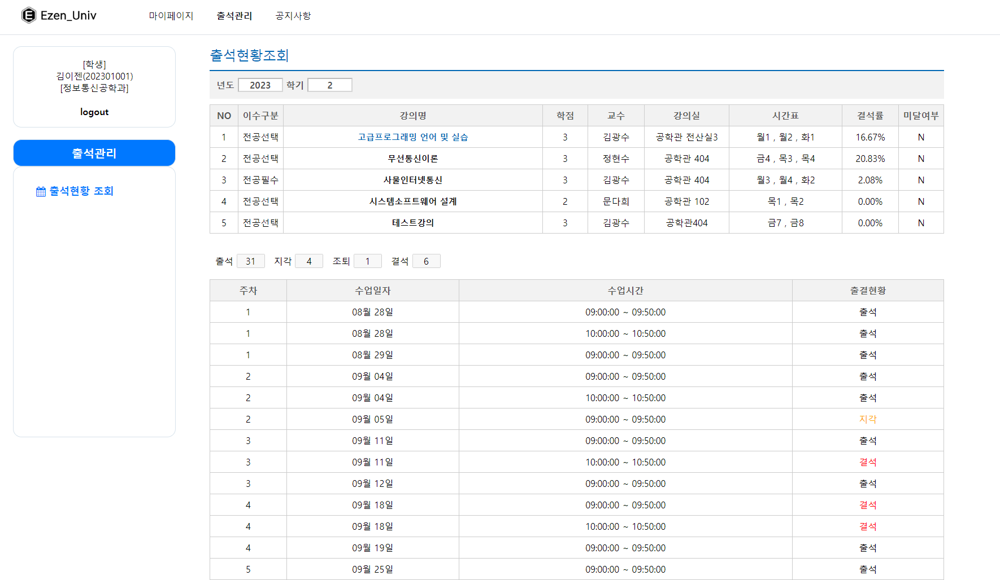 Ezen_Univ 마이페이지 출석관리 공지사항
[학생]
김이젠(202301001)
[정보통신공학과]
logout
출석관리
출석현황 조회
출석현황조회
년도 2023 학기 2
NO 이수구분 강의명 학점 교수 강의실 시간표 결석률 미달여부
1 전공선택 고급프로그래밍 언어 및 실습 3 김광수 공학관 전산실3 월1 , 월2 , 화1 16.67% N
2 전공선택 무선통신이론 3 정현수 공학관 404 금4 , 목3 , 목4 20.83% N
3 전공필수 사물인터넷통신 3 김광수 공학관 404 월3 , 월4 , 화2 2.08% N
4 전공선택 시스템소프트웨어 설계 2 문다희 공학관 102 목1 , 목2 0.00% N
5 전공선택 테스트강의 3 김광수 공학관404 금7 , 금8 0.00% N
출석 31 지각 4 조퇴 1 결석 6
주차 수업일자 수업시간 출결현황
1 08월 28일 09:00:00 ~ 09:50:00 출석
1 08월 28일 10:00:00 ~ 10:50:00 출석
1 08월 29일 09:00:00 ~ 09:50:00 출석
2 09월 04일 09:00:00 ~ 09:50:00 출석
2 09월 04일 10:00:00 ~ 10:50:00 출석
2 09월 05일 09:00:00 ~ 09:50:00 지각
3 09월 11일 09:00:00 ~ 09:50:00 출석
3 09월 11일 10:00:00 ~ 10:50:00 결석
3 09월 12일 09:00:00 ~ 09:50:00 출석
4 09월 18일 09:00:00 ~ 09:50:00 결석
4 09월 18일 10:00:00 ~ 10:50:00 결석
4 09월 19일 09:00:00 ~ 09:50:00 출석
5 09월 25일 09:00:00 ~ 09:50:00 출석